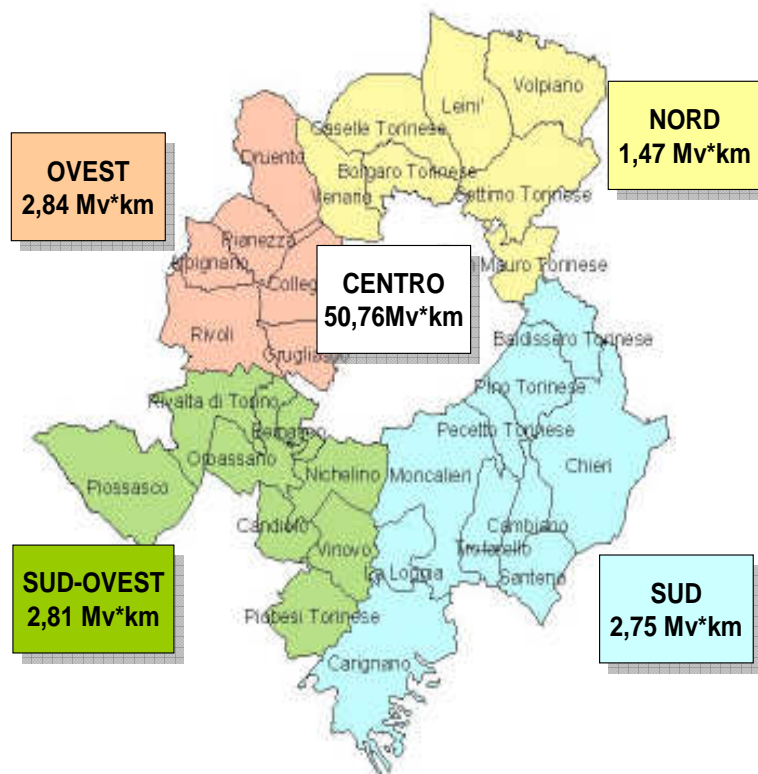 Volpiano
Leini'
NORD
1,47 Mv*km
Caselle Torinese
Druento
OVEST
2,84 Mv*km
Borgaro Torinese
Venaria
Settimo Torinese
Pianezza
Alpignano
Mauro Torinese
CENTRO
50,76Mv*km
Colleg
Rivoli
Grugliasco
Baldissero Torinese
Pino Torinese
Rivalta di Torino
Pecetto Torinese
Orbassano
Nichelino
Moncalieri
Chieri
Piossasco
Candiolo
Cambiano
Vinovo
Trofarello
SUD-OVEST
2,81 Mv*km
La Loggia
Santena
SUD
2,75 Mv*km
Piobesi Torinese
Carignano